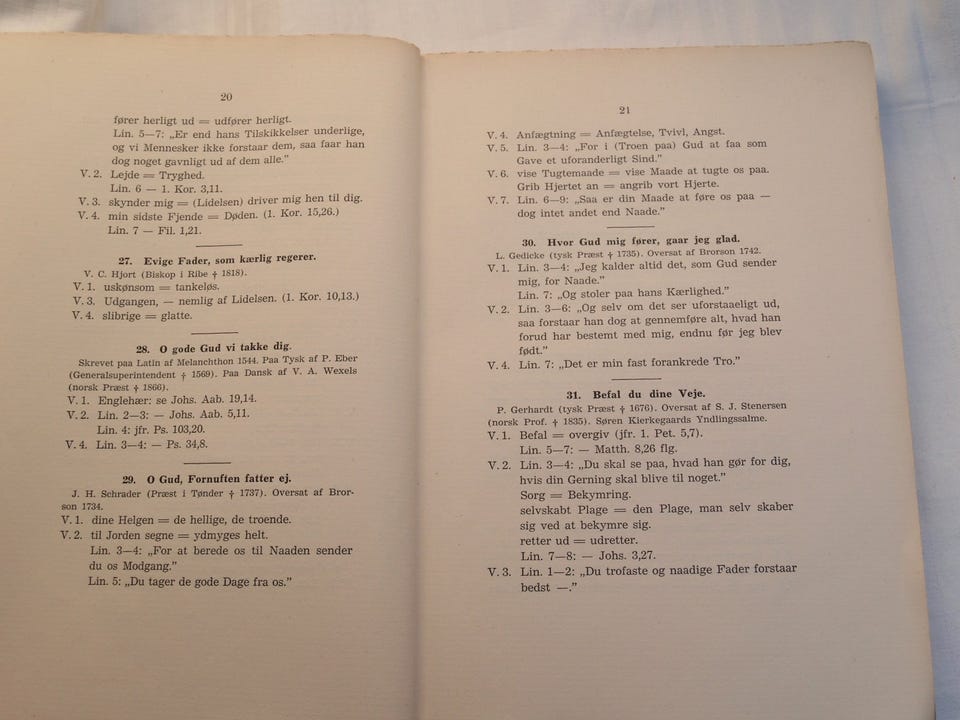 20
fører herligt ud = udfører herligt.
Lin. 5—7: „Er end hans Tilskikkelser underlige,
og vi Mennesker ikke forstaar dem, saa faar han
dog noget gavnligt ud af dem alle.”
V. 2. Lejde = Tryghed.
Lin. 6 — 1. Kor. 3,11.
V. 3. skynder mig = (Lidelsen) driver mig hen til dig.
V. 4. min sidste Fjende = Døden. (1. Kor. 15,26.)
Lin. 7 — Fil. 1,21.
27. Evige Fader, som kærlig regerer.
V. C. Hjort (Biskop i Ribe † 1818).
V. 1. uskønsom = tankeløs.
V. 3. Udgangen, — nemlig af Lidelsen. (1. Kor. 10,13.)
V. 4. slibrige = glatte.
28. O gode Gud vi takke dig.
Skrevet paa Latin af Melanchthon 1544. Paa Tysk af P. Eber
(Generalsuperintendent † 1569). Paa Dansk af V. A. Wexels
(norsk Præst † 1866).
V. 1. Englehær: se Johs. Aab. 19,14.
V. 2. Lin. 2—3: — Johs. Aab. 5,11.
Lin. 4: jfr. Ps. 103,20.
V. 4. Lin. 3—4: — Ps. 34,8.
29. O Gud, Fornuften fatter ej.
J. H. Schrader (Præst i Tønder † 1737). Oversat af Bror-
son 1734.
V. 1. dine Helgen = de hellige, de troende.
V. 2. til Jorden segne = ydmyges helt.
Lin. 3—4: „For at berede os til Naaden sender
du os Modgang.”
Lin. 5: „Du tager de gode Dage fra os.”
21
V. 4. Anfægtning = Anfægtelse, Tvivl, Angst.
V. 5. Lin. 3—4: „For i (Troen paa) Gud at faa som
Gave et uforanderligt Sind.”
V. 6. vise Tugtemaade = vise Maade at tugte os paa.
Grib Hjertet an = angrib vort Hjerte.
V. 7. Lin. 6—9: „Saa er din Maade at føre os paa —
dog intet andet end Naade.”
30. Hvor Gud mig fører, gaar jeg glad.
L. Gedicke (tysk Præst † 1735). Oversat af Brorson 1742.
V. 1. Lin. 3—4: „Jeg kalder altid det, som Gud sender
mig, for Naade.”
Lin. 7: „Og stoler paa hans Kærlighed.”
V. 2. Lin. 3—6: „Og selv om det ser uforstaaeligt ud,
saa forstaar han dog at gennemføre alt, hvad han
forud har bestemt med mig, endnu før jeg blev
født.”
V. 4. Lin. 7: „Det er min fast forankrede Tro.”
31. Befal du dine Veje.
P. Gerhardt (tysk Præst † 1676). Oversat af S. J. Stenersen
(norsk Prof. † 1835). Søren Kierkegaards Yndlingssalme.
V. 1. Befal = overgiv (jfr. 1. Pet. 5,7).
Lin. 5—7: — Matth. 8,26 flg.
V. 2. Lin. 3—4: „Du skal se paa, hvad han gør for dig,
hvis din Gerning skal blive til noget.”
Sorg = Bekymring.
selvskabt Plage = den Plage, man selv skaber
sig ved at bekymre sig.
retter ud = udretter.
Lin. 7—8: — Johs. 3,27.
V. 3. Lin. 1—2: „Du trofaste og naadige Fader forstaar
bedst —.”